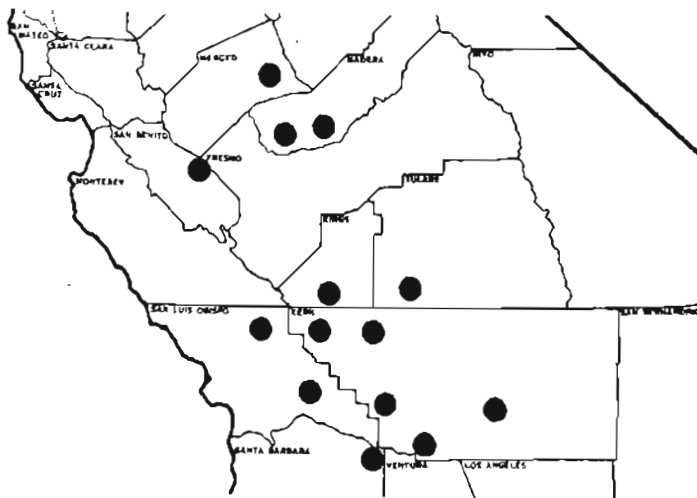 SAN
MATEO
SANTA CLARA
SANTA
CRUZ
MERCED
MADERA
INYO
SAN BENITO
FRESNO
MONTEREY
TULARE
KINGS
SAN LUIS OBISPO
KERN
SAN BERNARDINO
SANTA BARBARA
VENTURA
LOS ANGELES